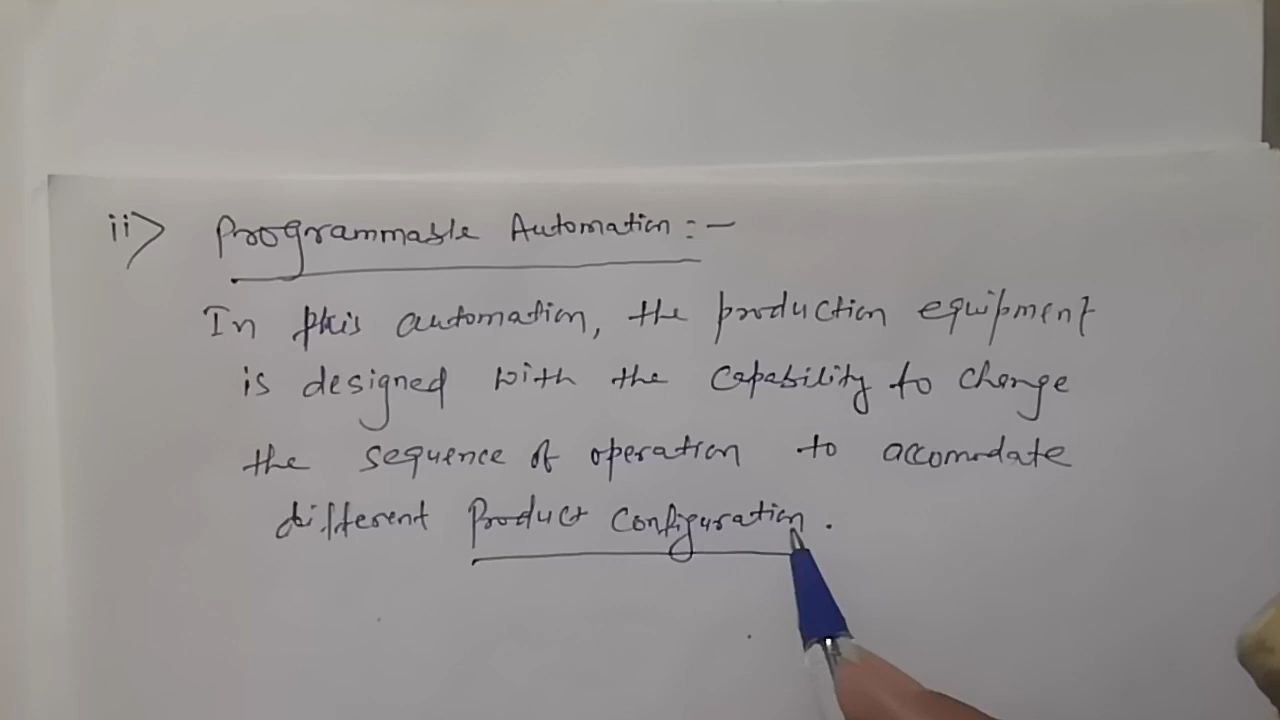 ii> Programmable Automation :-
In this automation, the production equipment
is designed with the capability to change
the sequence of operation to accomodate
different Product Configuration.